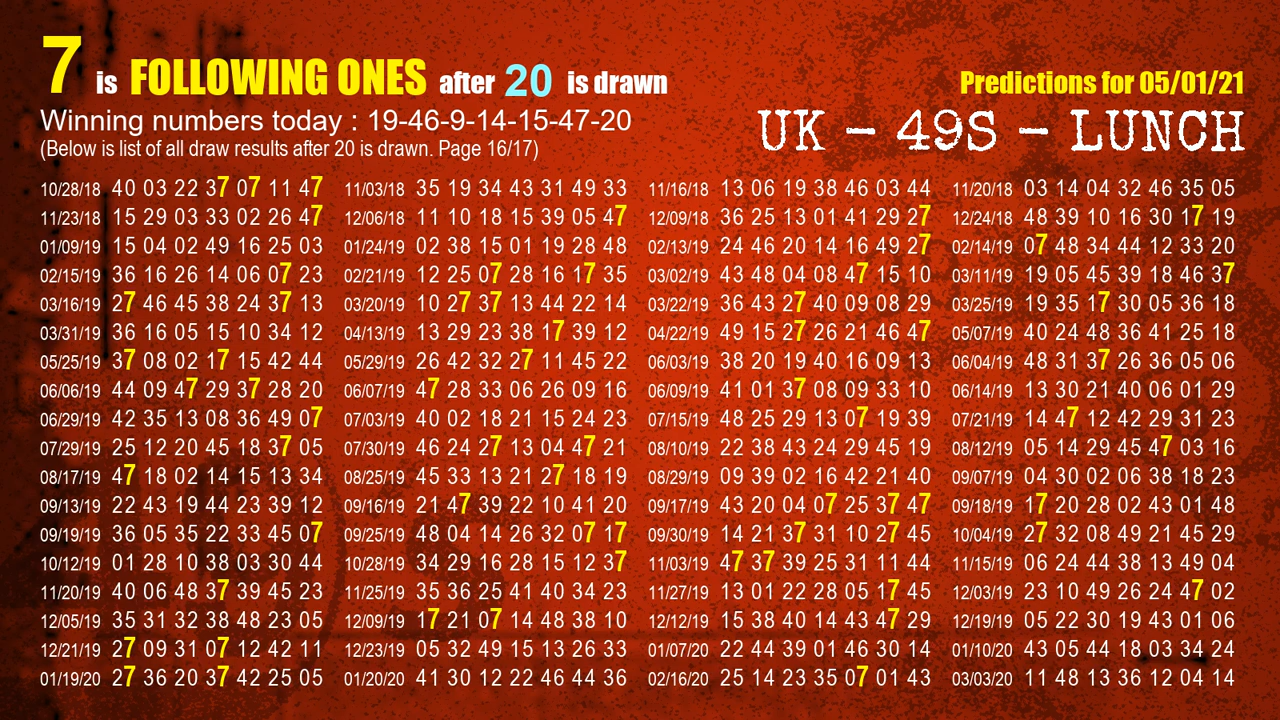 7 is FOLLOWING ONES after 20 is drawn
Predictions for 05/01/21
Winning numbers today : 19-46-9-14-15-47-20
UK - 49S - LUNCH
(Below is list of all draw results after 20 is drawn. Page 16/17)
10/28/18 40 03 22 37 07 11 47 11/03/18 35 19 34 43 31 49 33 11/16/18 13 06 19 38 46 03 44 11/20/18 03 14 04 32 46 35 05
11/23/18 15 29 03 33 02 26 47 12/06/18 11 10 18 15 39 05 47 12/09/18 36 25 13 01 41 29 27 12/24/18 48 39 10 16 30 17 19
01/09/19 15 04 02 49 16 25 03 01/24/19 02 38 15 01 19 28 48 02/13/19 24 46 20 14 16 49 27 02/14/19 07 48 34 44 12 33 20
02/15/19 36 16 26 14 06 07 23 02/21/19 12 25 07 28 16 17 35 03/02/19 43 48 04 08 47 15 10 03/11/19 19 05 45 39 18 46 37
03/16/19 27 46 45 38 24 37 13 03/20/19 10 27 37 13 44 22 14 03/22/19 36 43 27 40 09 08 29 03/25/19 19 35 17 30 05 36 18
03/31/19 36 16 05 15 10 34 12 04/13/19 13 29 23 38 17 39 12 04/22/19 49 15 27 26 21 46 47 05/07/19 40 24 48 36 41 25 18
05/25/19 37 08 02 17 15 42 44 05/29/19 26 42 32 27 11 45 22 06/03/19 38 20 19 40 16 09 13 06/04/19 48 31 37 26 36 05 06
06/06/19 44 09 47 29 37 28 20 06/07/19 47 28 33 06 26 09 16 06/09/19 41 01 37 08 09 33 10 06/14/19 13 30 21 40 06 01 29
06/29/19 42 35 13 08 36 49 07 07/03/19 40 02 18 21 15 24 23 07/15/19 48 25 29 13 07 19 39 07/21/19 14 47 12 42 29 31 23
07/29/19 25 12 20 45 18 37 05 07/30/19 46 24 27 13 04 47 21 08/10/19 22 38 43 24 29 45 19 08/12/19 05 14 29 45 47 03 16
08/17/19 47 18 02 14 15 13 34 08/25/19 45 33 13 21 27 18 19 08/29/19 09 39 02 16 42 21 40 09/07/19 04 30 02 06 38 18 23
09/13/19 22 43 19 44 23 39 12 09/16/19 21 47 39 22 10 41 20 09/17/19 43 20 04 07 25 37 47 09/18/19 17 20 28 02 43 01 48
09/19/19 36 05 35 22 33 45 07 09/25/19 48 04 14 26 32 07 17 09/30/19 14 21 37 31 10 27 45 10/04/19 27 32 08 49 21 45 29
10/12/19 01 28 10 38 03 30 44 10/28/19 34 29 16 28 15 12 37 11/03/19 47 37 39 25 31 11 44 11/15/19 06 24 44 38 13 49 04
11/20/19 40 06 48 37 39 45 23 11/25/19 35 36 25 41 40 34 23 11/27/19 13 01 22 28 05 17 45 12/03/19 23 10 49 26 24 47 02
12/05/19 35 31 32 38 48 23 05 12/09/19 17 21 07 14 48 38 10 12/12/19 15 38 40 14 43 47 29 12/19/19 05 22 30 19 43 01 06
12/21/19 27 09 31 07 12 42 11 12/23/19 05 32 49 15 13 26 33 01/07/20 22 44 39 01 46 30 14 01/10/20 43 05 44 18 03 34 24
01/19/20 27 36 20 37 42 25 05 01/20/20 41 30 12 22 46 44 36 02/16/20 25 14 23 35 07 01 43 03/03/20 11 48 13 36 12 04 14